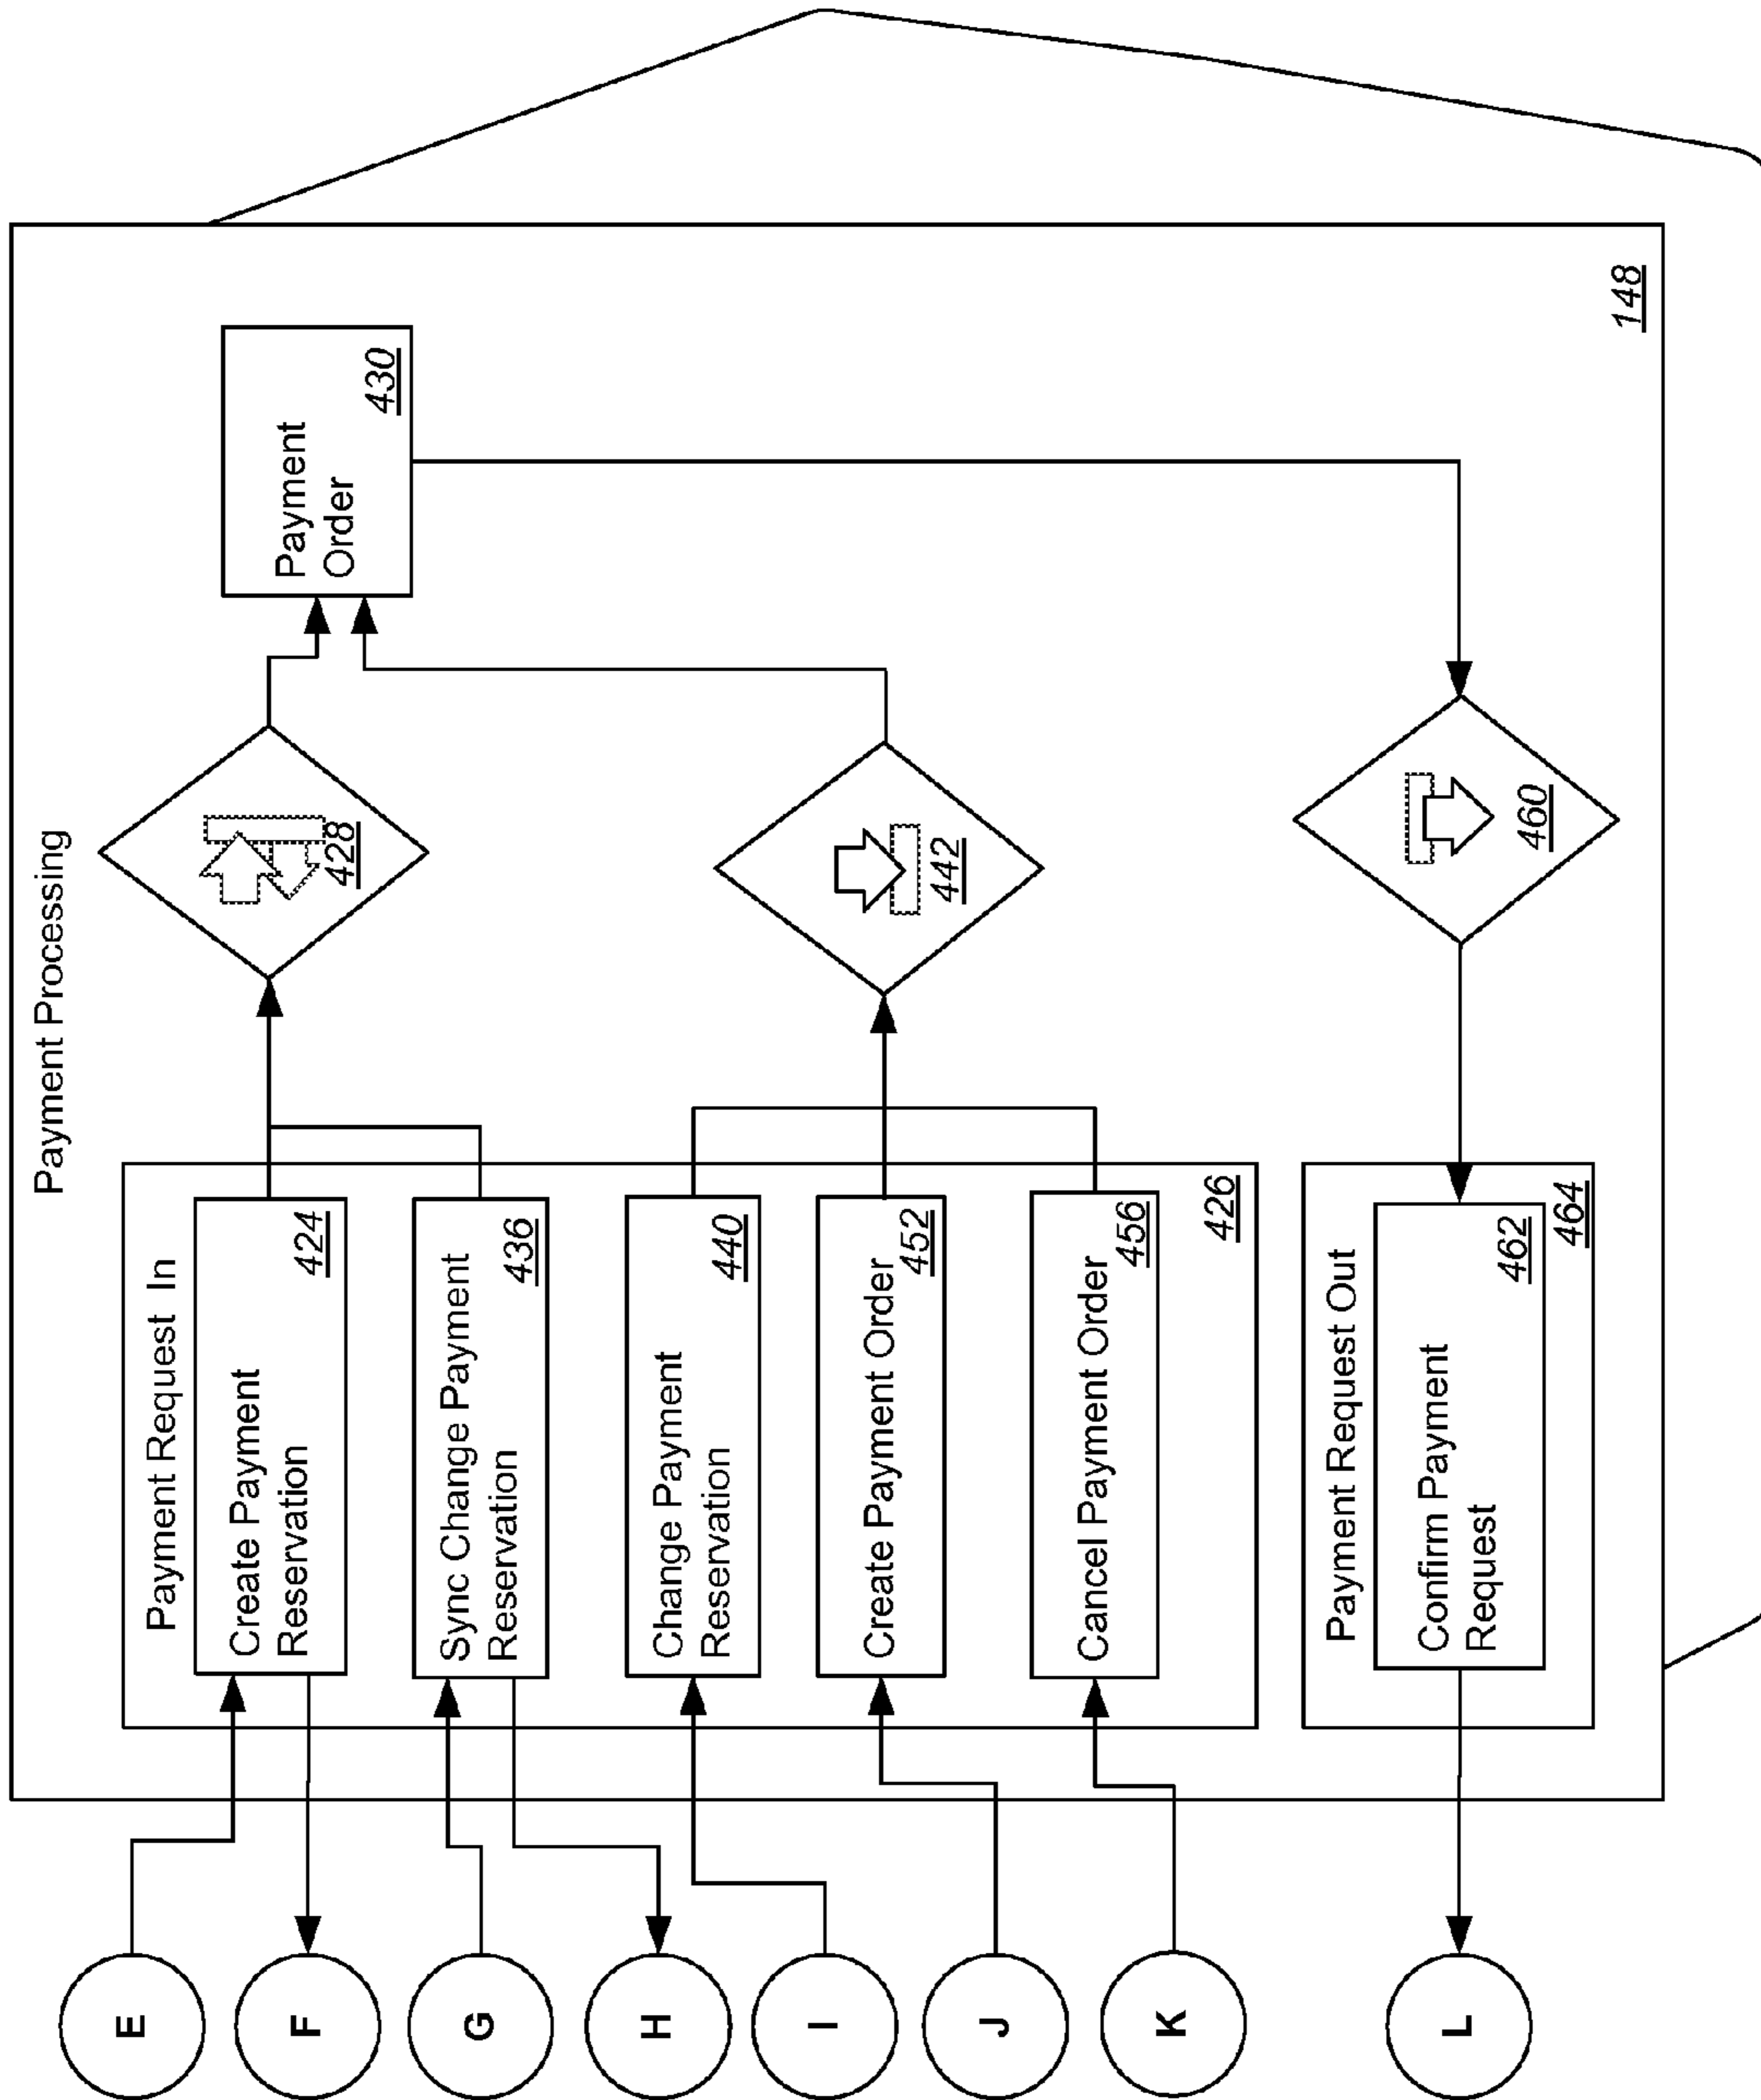 Payment Processing
Payment Request In
E
Create Payment
Reservation
424
F
428
Payment
Order
430
G
Sync Change Payment
Reservation
436
H
I
Change Payment
Reservation
440
J
Create Payment Order
452
442
K
Cancel Payment Order
456
426
Payment Request Out
L
Confirm Payment
Request
462
464
460
148